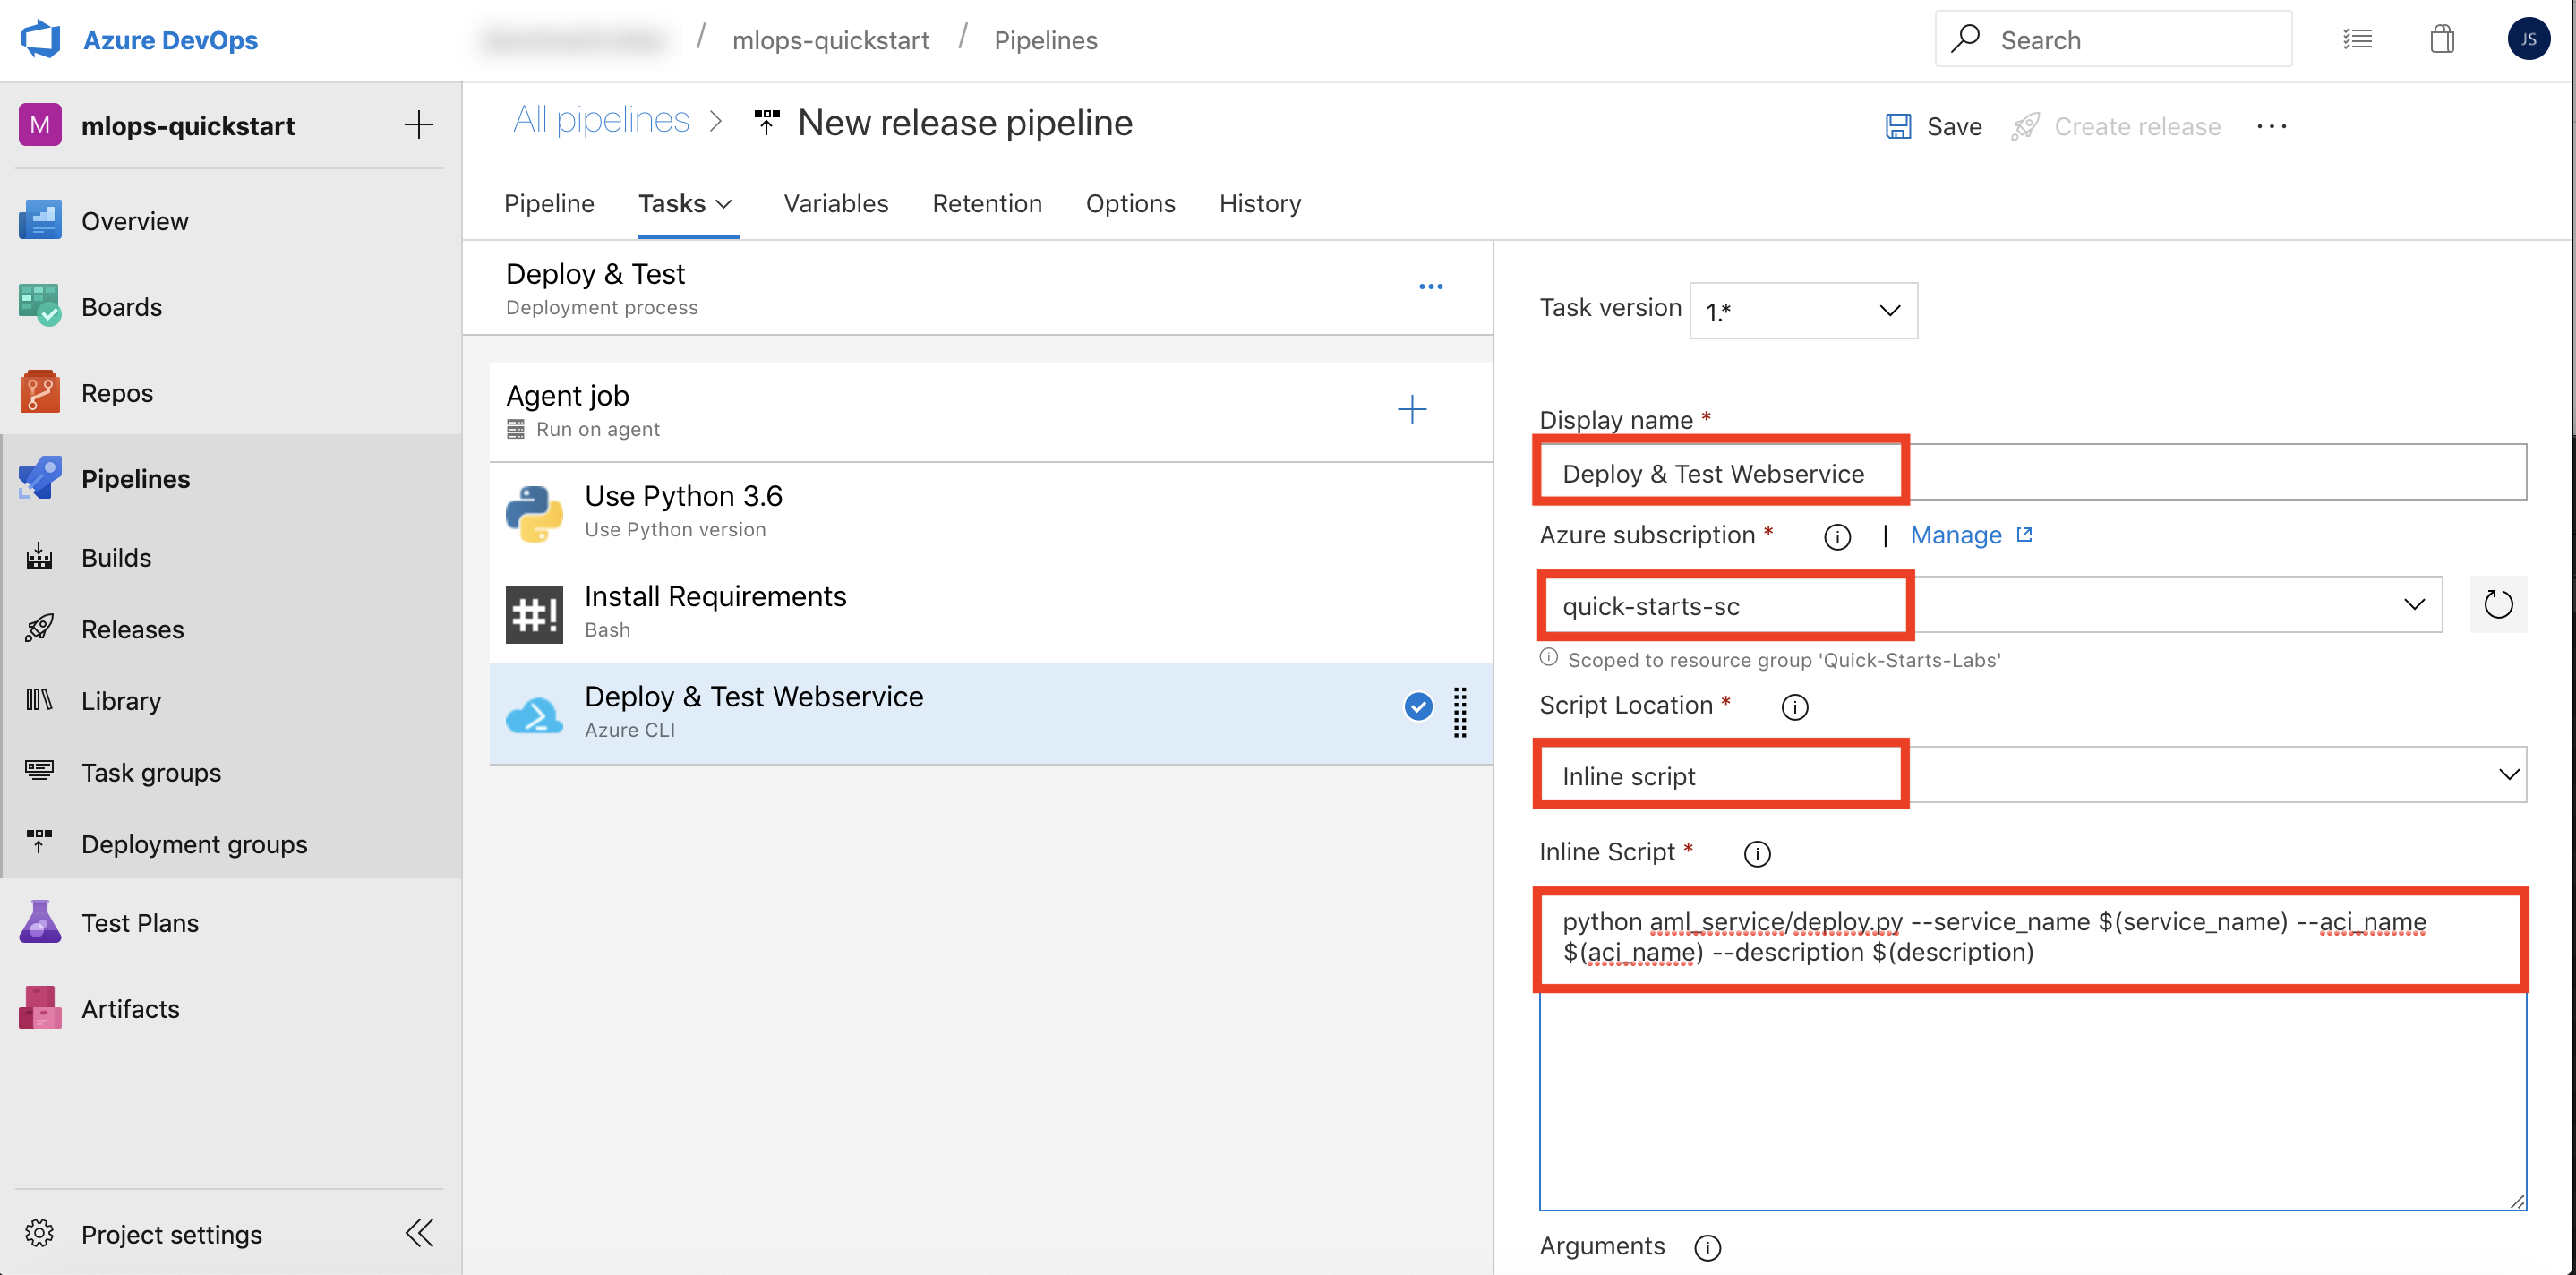 Azure DevOps
/ mlops-quickstart / Pipelines
Search
JS
M mlops-quickstart
Overview
Boards
Repos
Pipelines
Builds
Releases
Library
Task groups
Deployment groups
Test Plans
Artifacts
Project settings
All pipelines > New release pipeline
Save
Create release
Pipeline Tasks Variables Retention Options History
Deploy & Test
Deployment process
Agent job
Run on agent
Use Python 3.6
Use Python version
#! Install Requirements
Bash
Deploy & Test Webservice
Azure CLI
Task version 1.*
Display name *
Deploy & Test Webservice
Azure subscription * | Manage
quick-starts-sc
Scoped to resource group 'Quick-Starts-Labs'
Script Location *
Inline script
Inline Script *
python aml_service/deploy.py --service_name $(service_name) --aci_name
$(aci_name) --description $(description)
Arguments